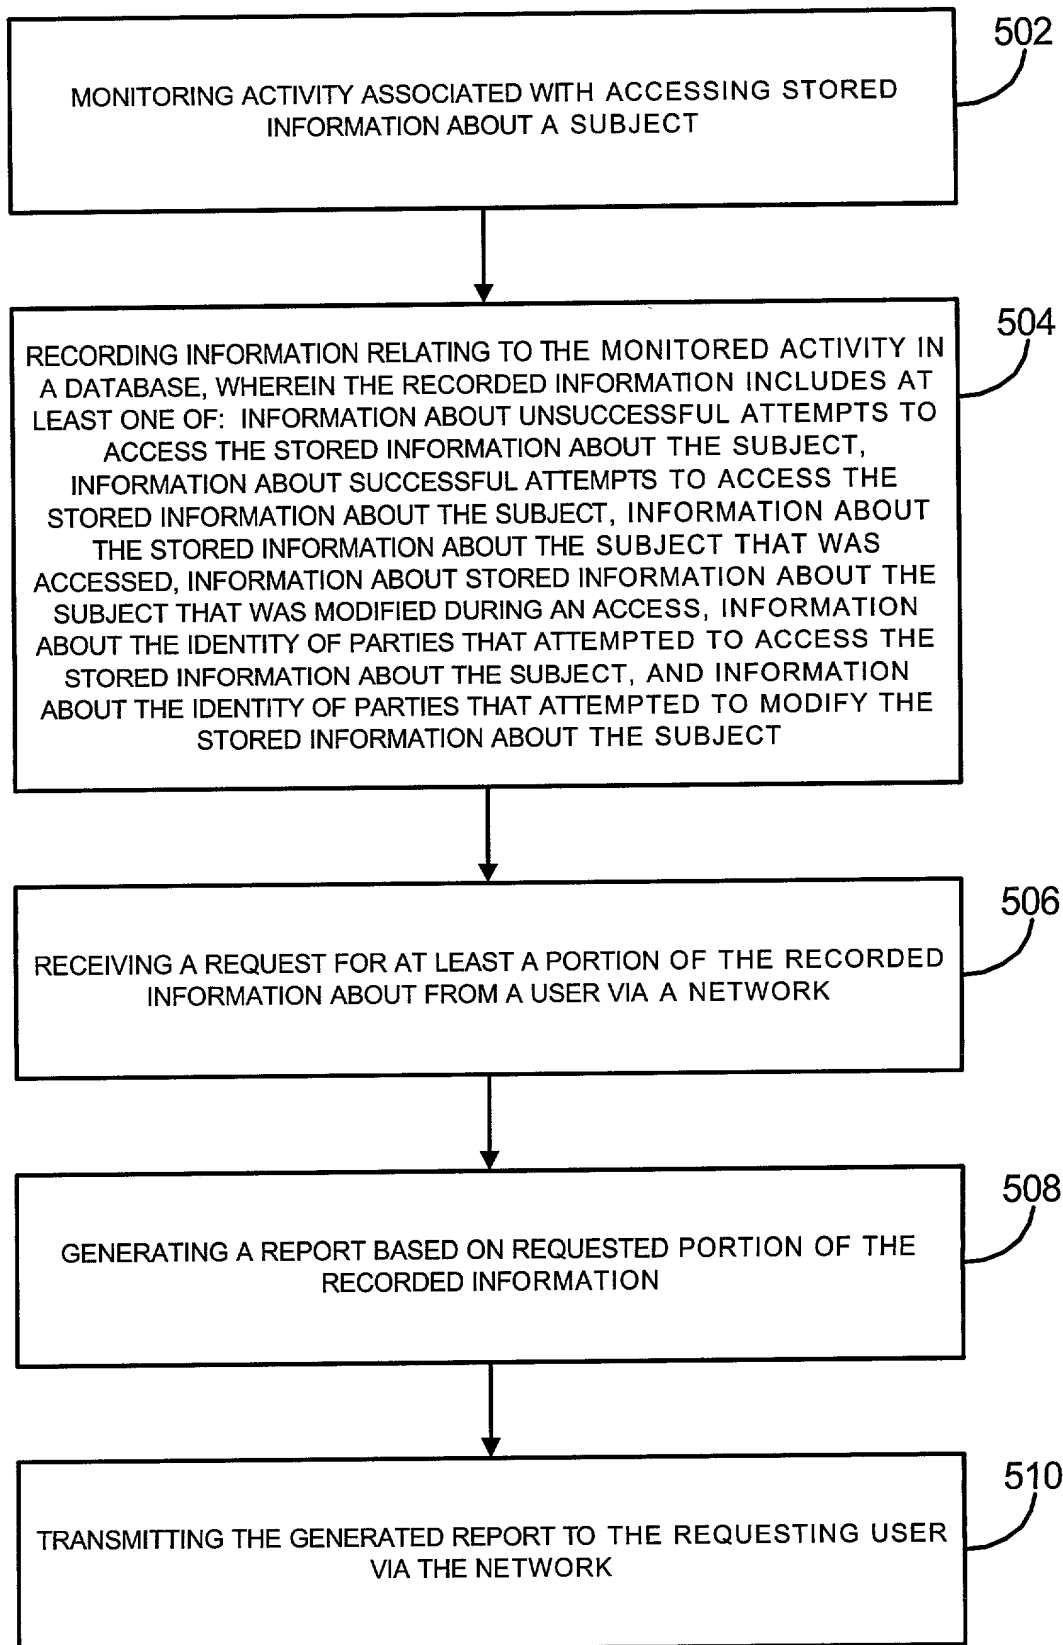 502
MONITORING ACTIVITY ASSOCIATED WITH ACCESSING STORED
INFORMATION ABOUT A SUBJECT
504
RECORDING INFORMATION RELATING TO THE MONITORED ACTIVITY IN
A DATABASE, WHEREIN THE RECORDED INFORMATION INCLUDES AT
LEAST ONE OF: INFORMATION ABOUT UNSUCCESSFUL ATTEMPTS TO
ACCESS THE STORED INFORMATION ABOUT THE SUBJECT,
INFORMATION ABOUT SUCCESSFUL ATTEMPTS TO ACCESS THE
STORED INFORMATION ABOUT THE SUBJECT, INFORMATION ABOUT
THE STORED INFORMATION ABOUT THE SUBJECT THAT WAS
ACCESSED, INFORMATION ABOUT STORED INFORMATION ABOUT THE
SUBJECT THAT WAS MODIFIED DURING AN ACCESS, INFORMATION
ABOUT THE IDENTITY OF PARTIES THAT ATTEMPTED TO ACCESS THE
STORED INFORMATION ABOUT THE SUBJECT, AND INFORMATION
ABOUT THE IDENTITY OF PARTIES THAT ATTEMPTED TO MODIFY THE
STORED INFORMATION ABOUT THE SUBJECT
506
RECEIVING A REQUEST FOR AT LEAST A PORTION OF THE RECORDED
INFORMATION ABOUT FROM A USER VIA A NETWORK
508
GENERATING A REPORT BASED ON REQUESTED PORTION OF THE
RECORDED INFORMATION
510
TRANSMITTING THE GENERATED REPORT TO THE REQUESTING USER
VIA THE NETWORK